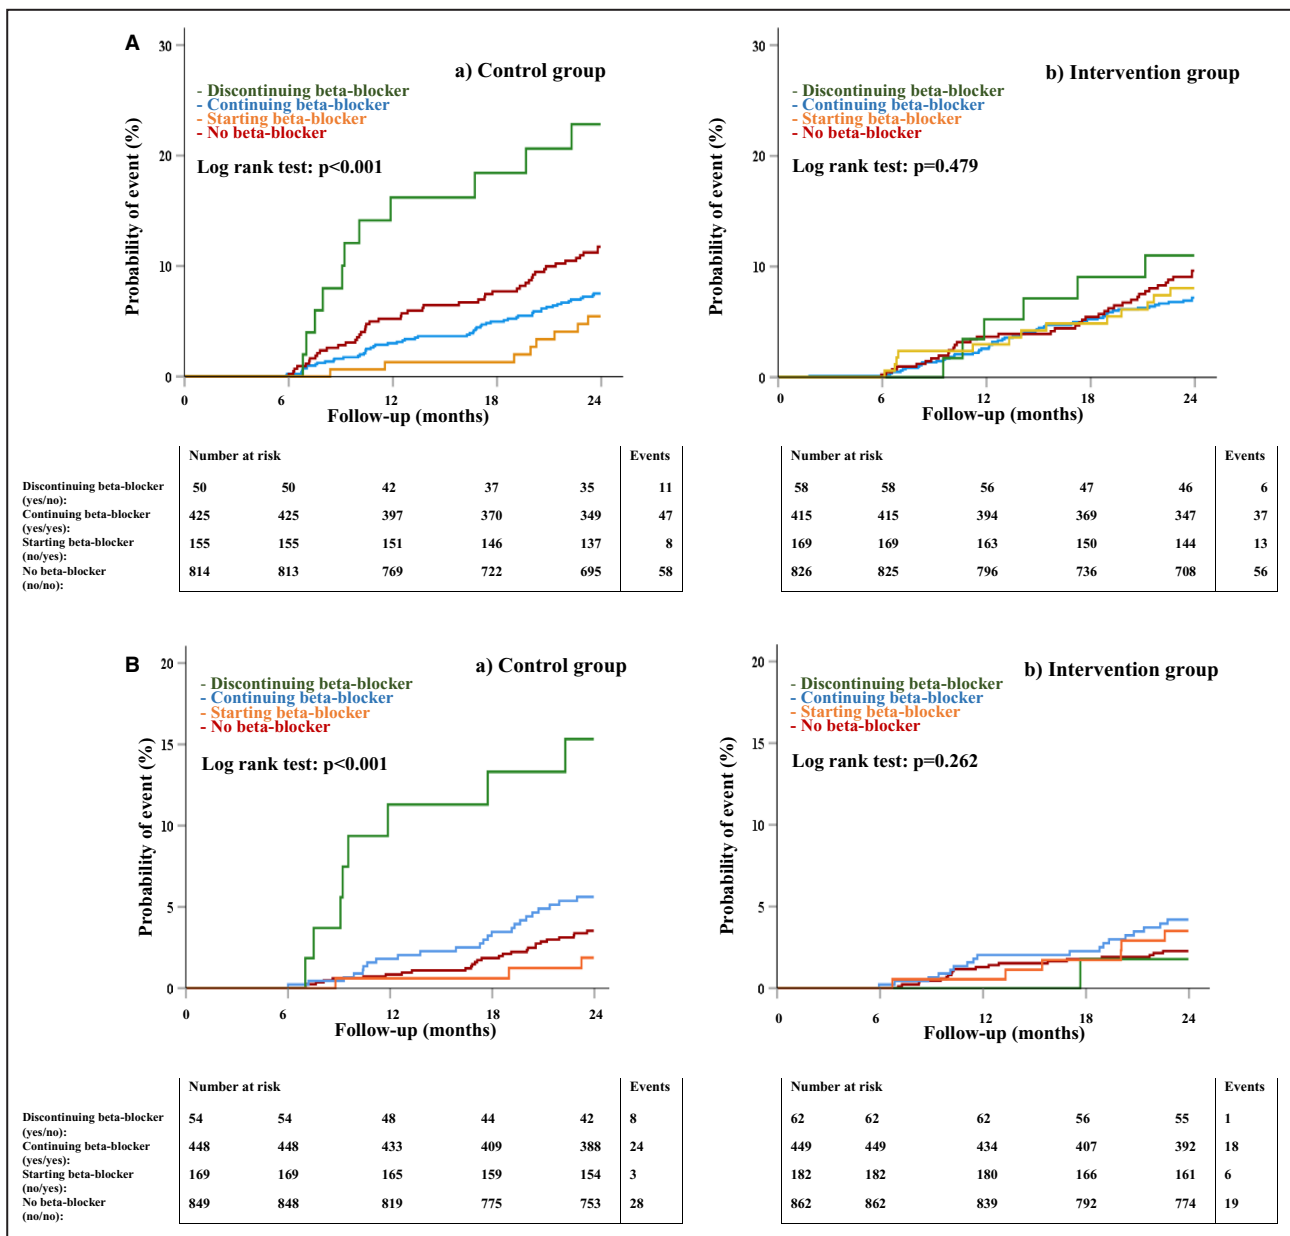 A
a) Control group
30
20
10
0
Probability of event (%)
- Discontinuing beta-blocker
- Continuing beta-blocker
- Starting beta-blocker
- No beta-blocker
Log rank test: p<0.001
0 6 12 18 24
Follow-up (months)
b) Intervention group
30
20
10
0
Probability of event (%)
- Discontinuing beta-blocker
- Continuing beta-blocker
- Starting beta-blocker
- No beta-blocker
Log rank test: p=0.479
0 6 12 18 24
Follow-up (months)
Number at risk Events
Discontinuing beta-blocker 50 50 42 37 35 11
(yes/no):
Continuing beta-blocker 425 425 397 370 349 47
(yes/yes):
Starting beta-blocker 155 155 151 146 137 8
(no/yes):
No beta-blocker 814 813 769 722 695 58
(no/no):
Number at risk Events
58 58 56 47 46 6
415 415 394 369 347 37
169 169 163 150 144 13
826 825 796 736 708 56
B
a) Control group
20
15
10
5
0
Probability of event (%)
- Discontinuing beta-blocker
- Continuing beta-blocker
- Starting beta-blocker
- No beta-blocker
Log rank test: p<0.001
0 6 12 18 24
Follow-up (months)
b) Intervention group
20
15
10
5
0
Probability of event (%)
- Discontinuing beta-blocker
- Continuing beta-blocker
- Starting beta-blocker
- No beta-blocker
Log rank test: p=0.262
0 6 12 18 24
Follow-up (months)
Number at risk Events
Discontinuing beta-blocker 54 54 48 44 42 8
(yes/no):
Continuing beta-blocker 448 448 433 409 388 24
(yes/yes):
Starting beta-blocker 169 169 165 159 154 3
(no/yes):
No beta-blocker 849 848 819 775 753 28
(no/no):
Number at risk Events
62 62 62 56 55 1
449 449 434 407 392 18
182 182 180 166 161 6
862 862 839 792 774 19